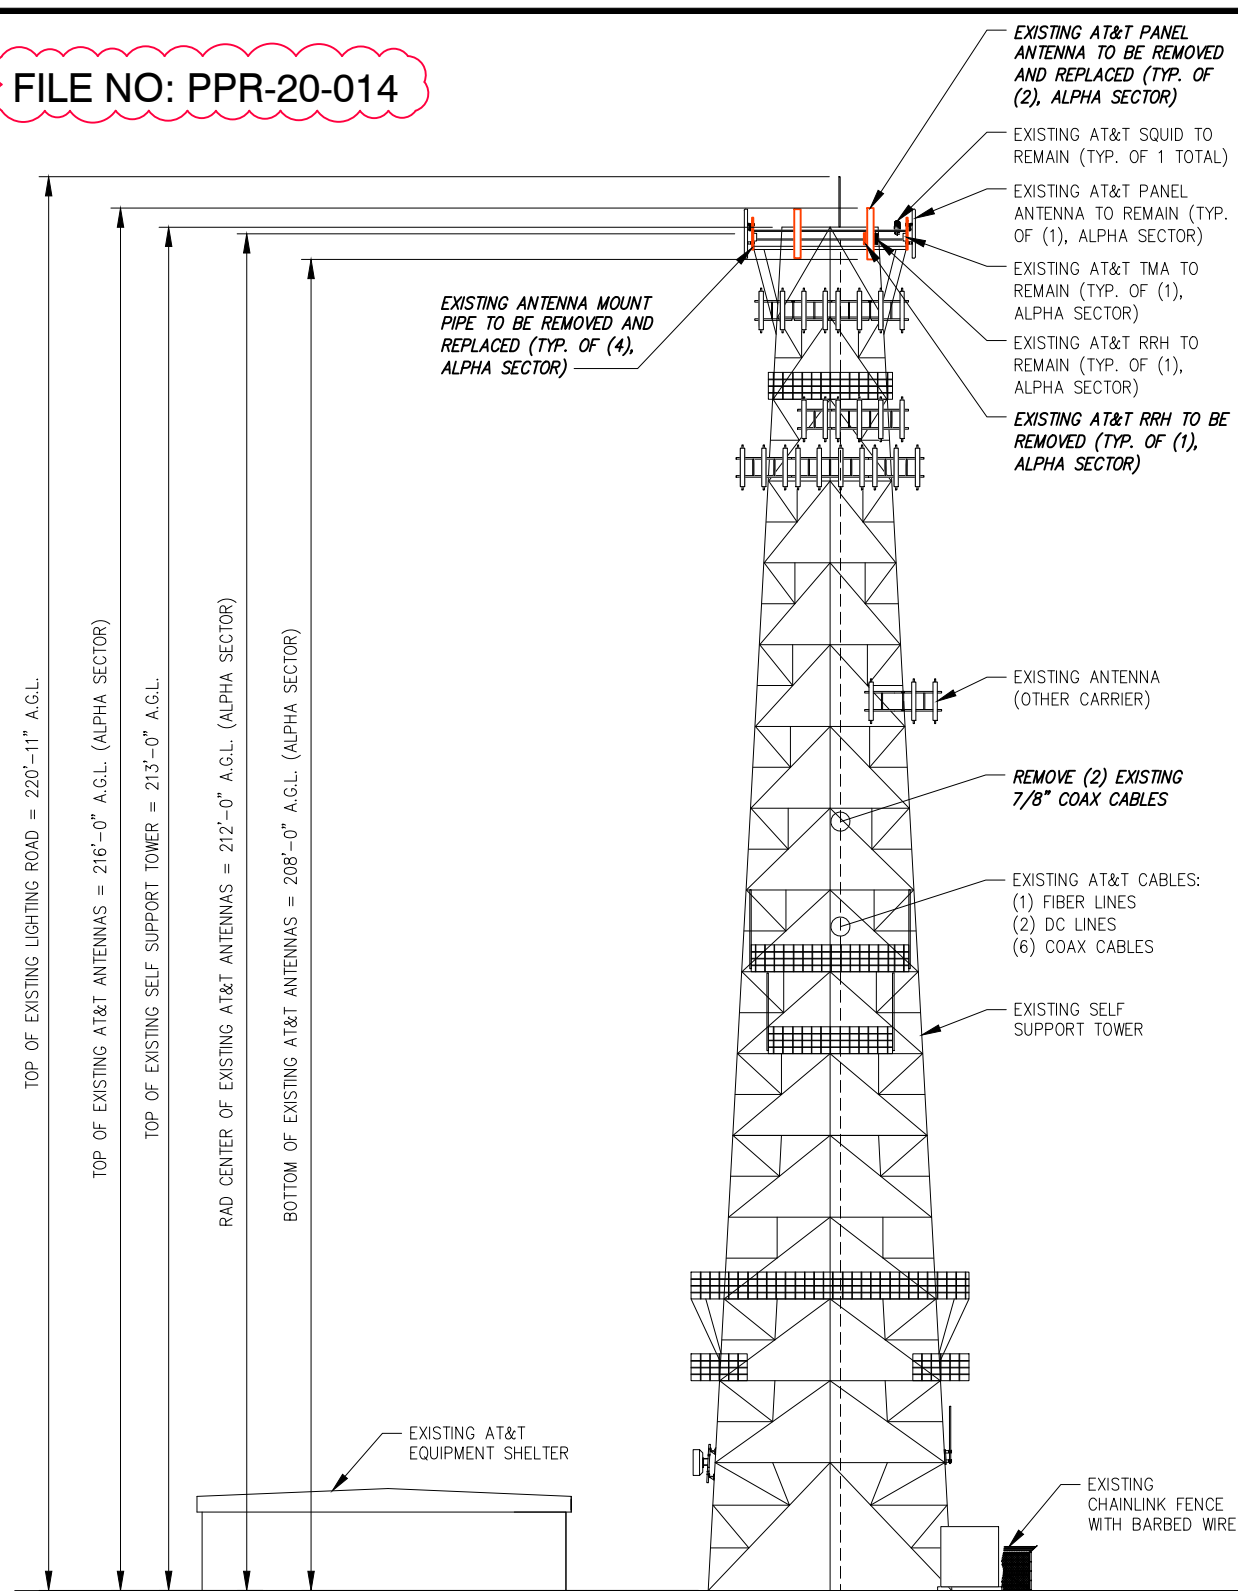 FILE NO: PPR-20-014
EXISTING AT&T PANEL
ANTENNA TO BE REMOVED
AND REPLACED (TYP. OF
(2), ALPHA SECTOR)
EXISTING AT&T SQUID TO
REMAIN (TYP. OF 1 TOTAL)
EXISTING AT&T PANEL
ANTENNA TO REMAIN (TYP.
OF (1), ALPHA SECTOR)
EXISTING AT&T TMA TO
REMAIN (TYP. OF (1),
ALPHA SECTOR)
EXISTING AT&T RRH TO
REMAIN (TYP. OF (1),
ALPHA SECTOR)
EXISTING AT&T RRH TO BE
REMOVED (TYP. OF (1),
ALPHA SECTOR)
EXISTING ANTENNA MOUNT
PIPE TO BE REMOVED AND
REPLACED (TYP. OF (4),
ALPHA SECTOR)
TOP OF EXISTING LIGHTING ROAD = 220'-11" A.G.L.
TOP OF EXISTING AT&T ANTENNAS = 216'-0" A.G.L. (ALPHA SECTOR)
TOP OF EXISTING SELF SUPPORT TOWER = 213'-0" A.G.L.
RAD CENTER OF EXISTING AT&T ANTENNAS = 212'-0" A.G.L. (ALPHA SECTOR)
BOTTOM OF EXISTING AT&T ANTENNAS = 208'-0" A.G.L. (ALPHA SECTOR)
EXISTING ANTENNA
(OTHER CARRIER)
REMOVE (2) EXISTING
7/8" COAX CABLES
EXISTING AT&T CABLES:
(1) FIBER LINES
(2) DC LINES
(6) COAX CABLES
EXISTING SELF
SUPPORT TOWER
EXISTING AT&T
EQUIPMENT SHELTER
EXISTING
CHAINLINK FENCE
WITH BARBED WIRE